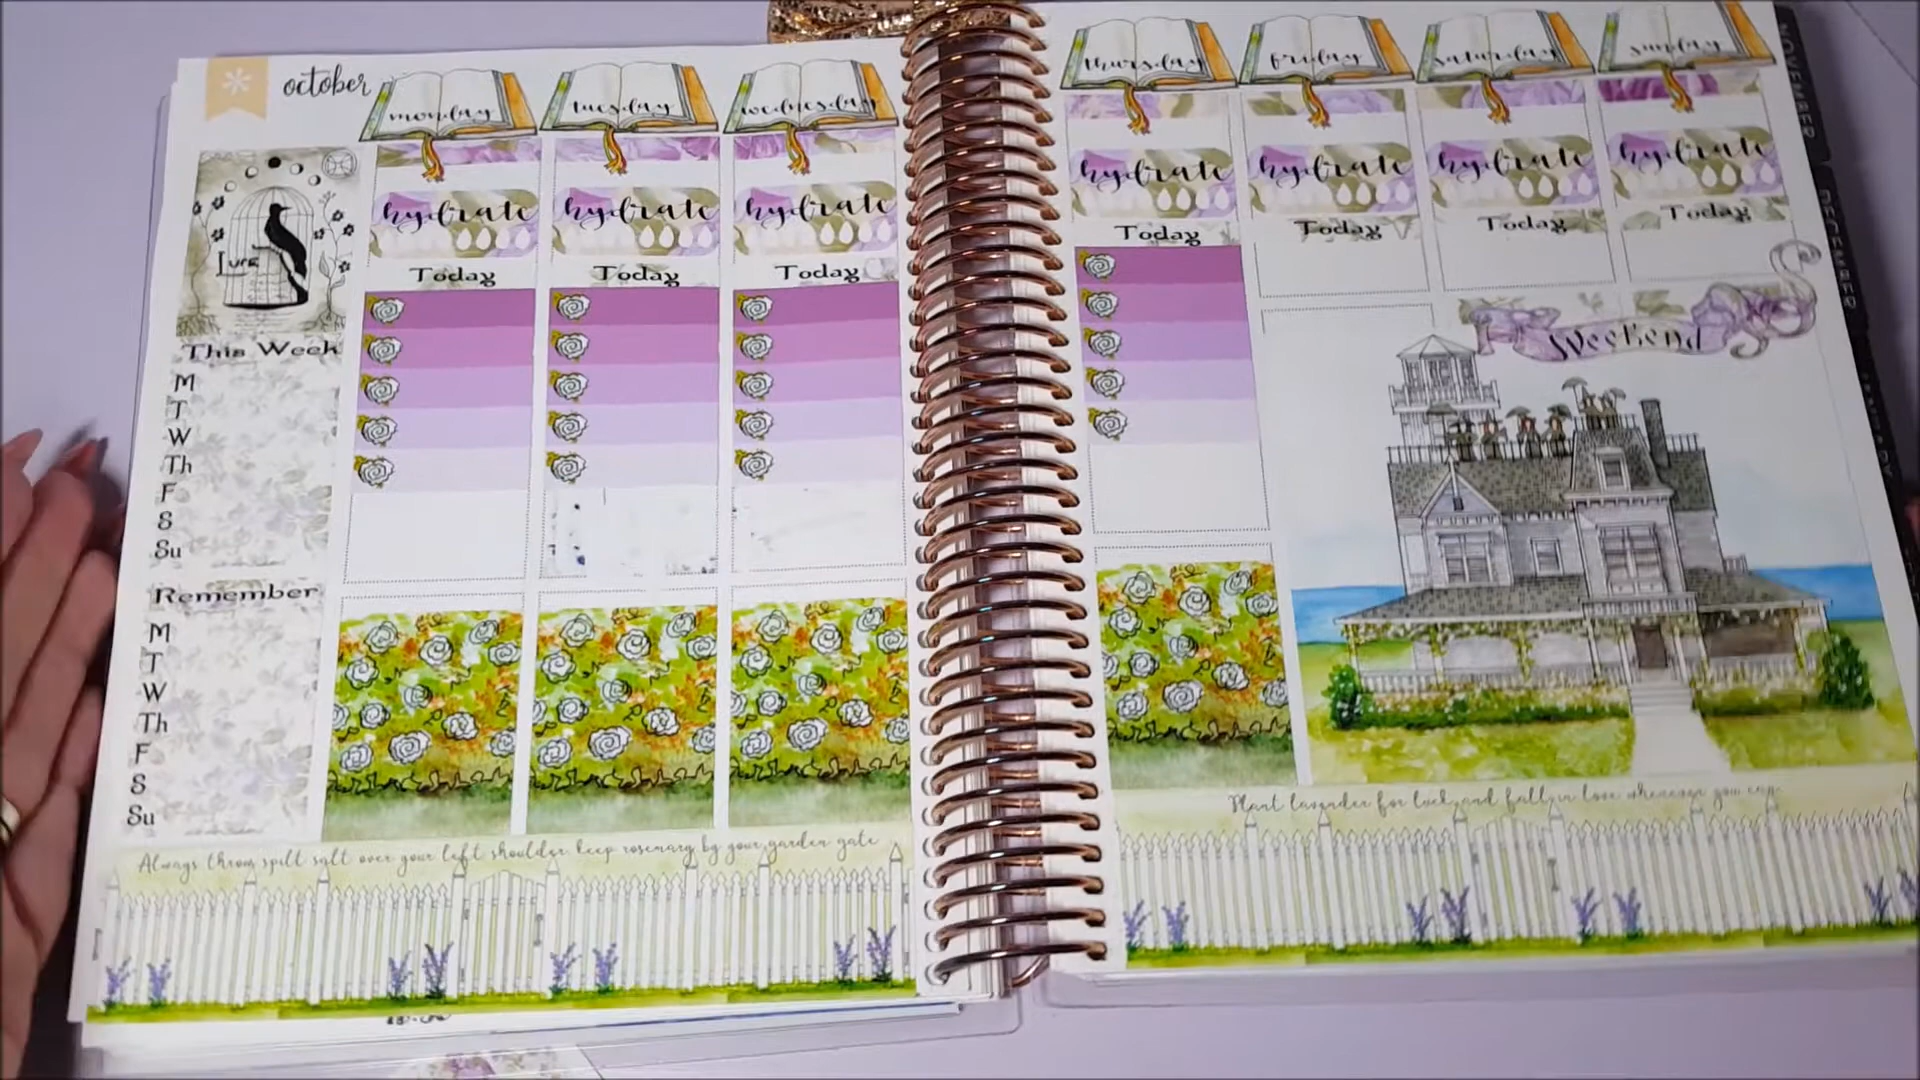 october
monday
tuesday
wednesday
thursday
friday
saturday
sunday
hydrate
hydrate
hydrate
hydrate
hydrate
hydrate
hydrate
Today
Today
Today
Today
Today
Today
Today
This Week
M
T
W
Th
F
S
Su
Remember
M
T
W
Th
F
S
Su
Weekend
Always throw spilt salt over your left shoulder keep rosemary by your garden gate
Plant lavender for luck and fall in love whenever you can
NOVEMBER
DECEMBER